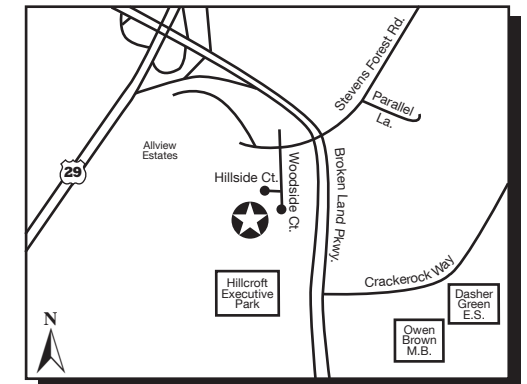 Stevens Forest Rd.
Parallel
La.
Allview
Estates
29
Hillside Ct.
Woodside Ct.
Broken Land Pkwy.
Crackerock Way
Hillcroft
Executive
Park
Dasher
Green
E.S.
Owen
Brown
M.B.
N